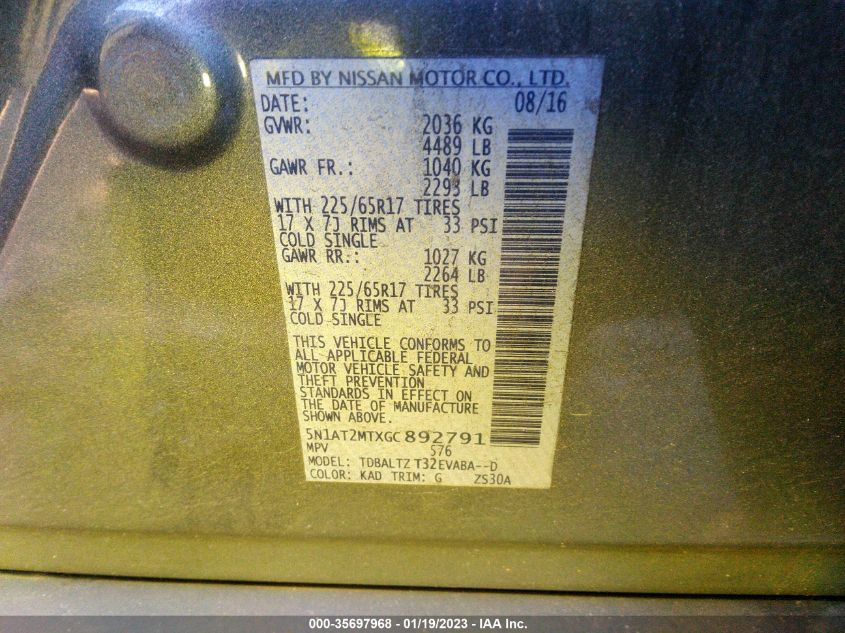 MFD BY NISSAN MOTOR CO., LTD.
DATE: 08/16
GVWR: 2036 KG
4489 LB
GAWR FR.: 1040 KG
2293 LB
WITH 225/65R17 TIRES
17 X 7J RIMS AT 33 PSI
COLD SINGLE
GAWR RR.: 1027 KG
2264 LB
WITH 225/65R17 TIRES
17 X 7J RIMS AT 33 PSI
COLD SINGLE
THIS VEHICLE CONFORMS TO
ALL APPLICABLE FEDERAL
MOTOR VEHICLE SAFETY AND
THEFT PREVENTION
STANDARDS IN EFFECT ON
THE DATE OF MANUFACTURE
SHOWN ABOVE.
5N1AT2MTXGC892791
MPV 576
MODEL: TDBALTZ T32EVABA--D
COLOR: KAD TRIM: G ZS30A
000-35697968 - 01/19/2023 - IAA Inc.